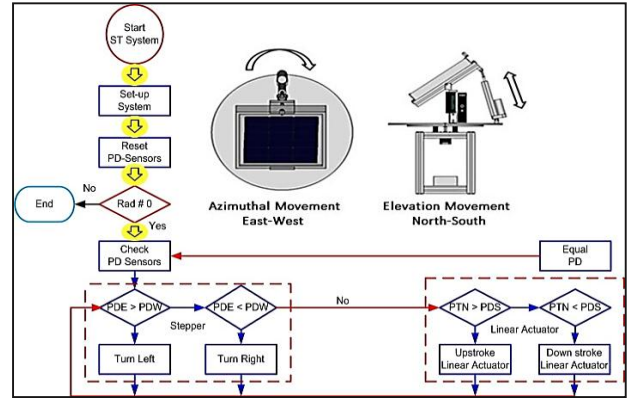 Start
ST System
Set-up
System
Reset
PD-Sensors
No
End
Rad # 0
Yes
Azimuthal Movement
East-West
Elevation Movement
North-South
Check
PD Sensors
Equal
PD
PDE > PDW
PDE < PDW
No
PTN > PDS
PTN < PDS
Stepper
Linear Actuator
Turn Left
Turn Right
Upstroke
Linear Actuator
Down stroke
Linear Actuator